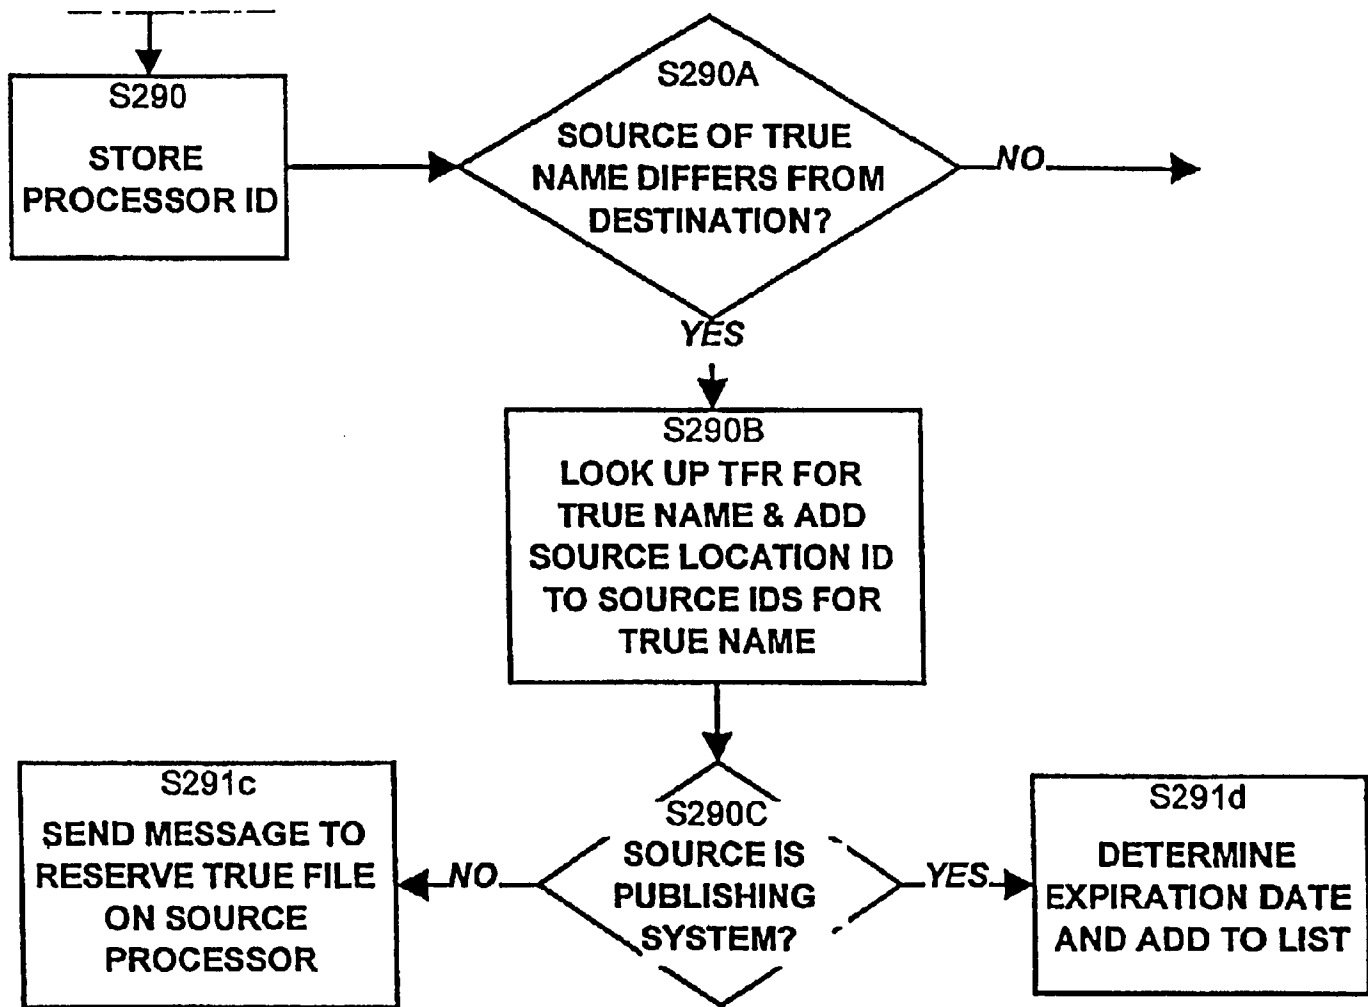 S290
STORE
PROCESSOR ID
S290A
SOURCE OF TRUE
NAME DIFFERS FROM
DESTINATION?
NO
YES
S290B
LOOK UP TFR FOR
TRUE NAME & ADD
SOURCE LOCATION ID
TO SOURCE IDS FOR
TRUE NAME
S291c
SEND MESSAGE TO
RESERVE TRUE FILE
ON SOURCE
PROCESSOR
NO
S290C
SOURCE IS
PUBLISHING
SYSTEM?
YES
S291d
DETERMINE
EXPIRATION DATE
AND ADD TO LIST